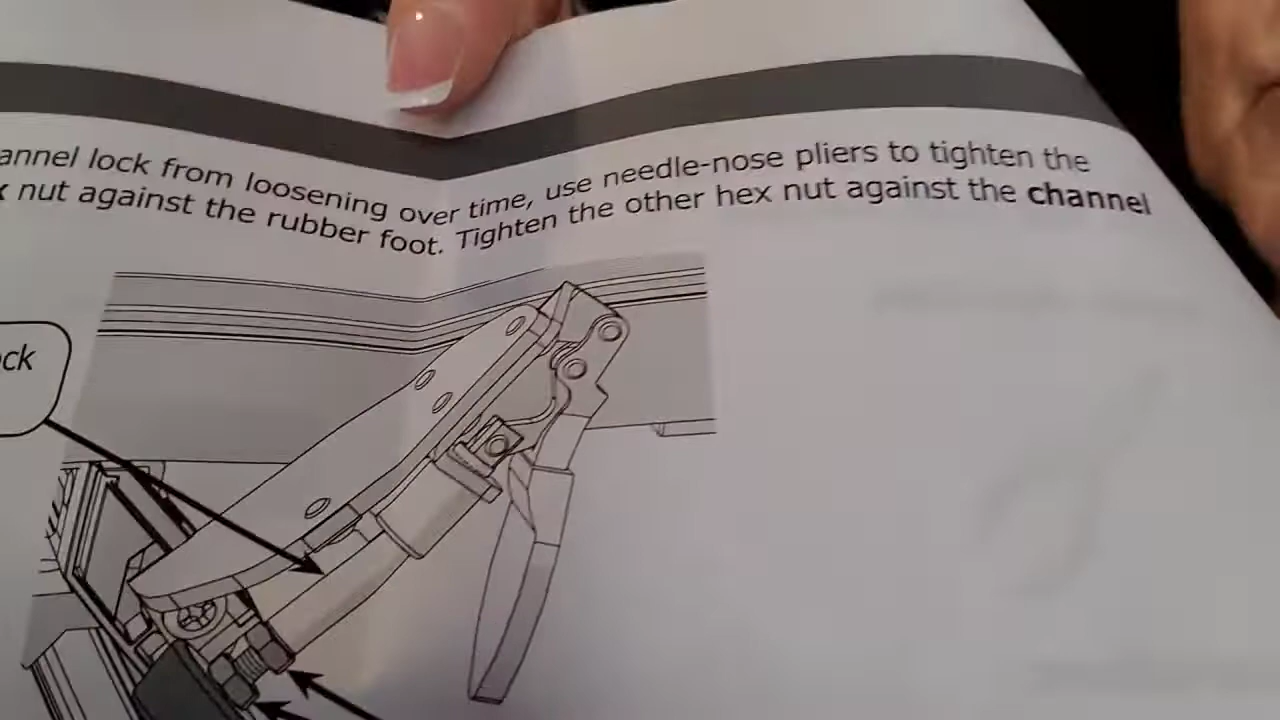 annel lock from loosening over time, use needle-nose pliers to tighten the
x nut against the rubber foot. Tighten the other hex nut against the channel
ock